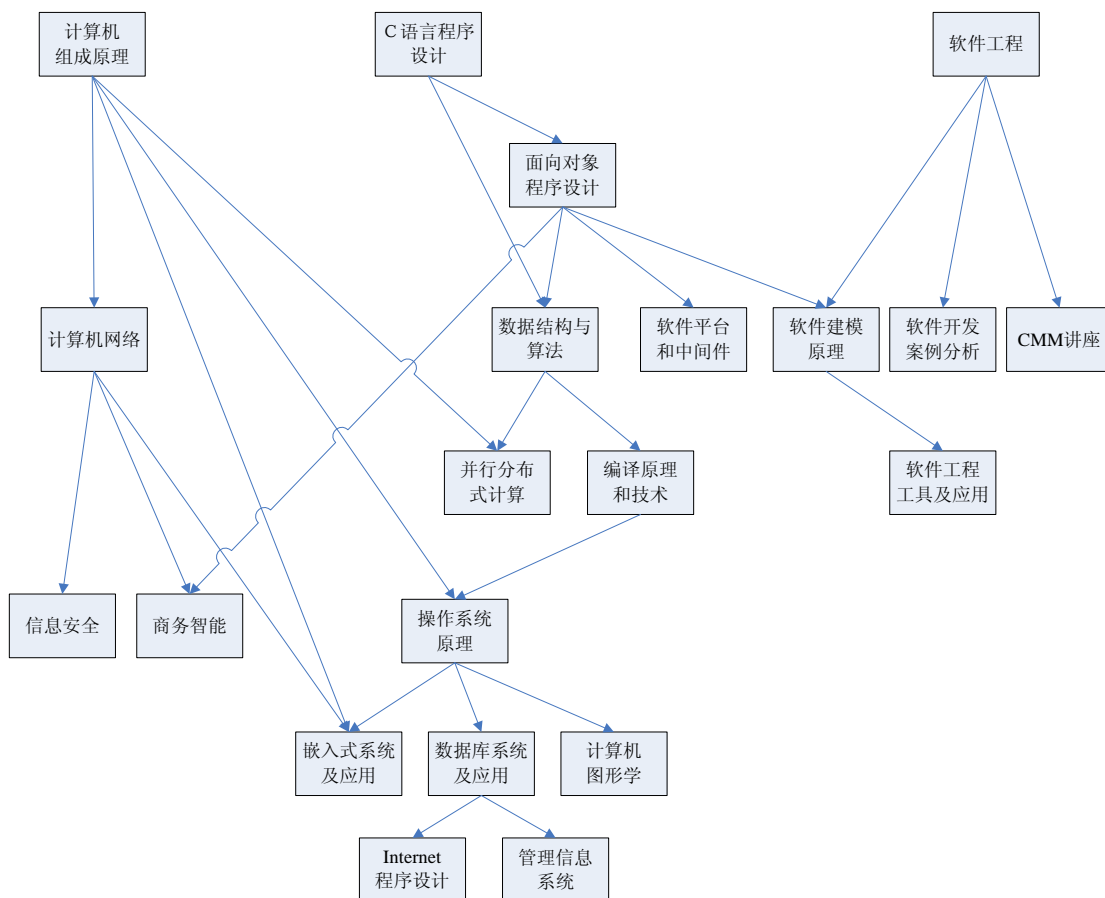 计算机
组成原理
C 语言程序
设计
软件工程
面向对象
程序设计
计算机网络
数据结构与
算法
软件平台
和中间件
软件建模
原理
软件开发
案例分析
CMM讲座
并行分布
式计算
编译原理
和技术
软件工程
工具及应用
信息安全
商务智能
操作系统
原理
嵌入式系统
及应用
数据库系统
及应用
计算机
图形学
Internet
程序设计
管理信息
系统